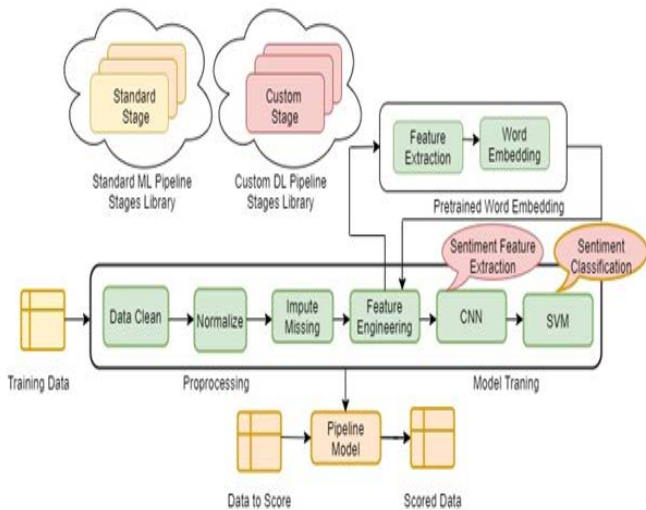 Standard
Stage
Custom
Stage
Standard ML Pipeline
Stages Library
Custom DL Pipeline
Stages Library
Feature
Extraction
Word
Embedding
Pretrained Word Embedding
Sentiment Feature
Extraction
Sentiment
Classification
Data Clean
Normalize
Impute
Missing
Feature
Engineering
CNN
SVM
Training Data
Proprocessing
Model Traning
Pipeline
Model
Data to Score
Scored Data